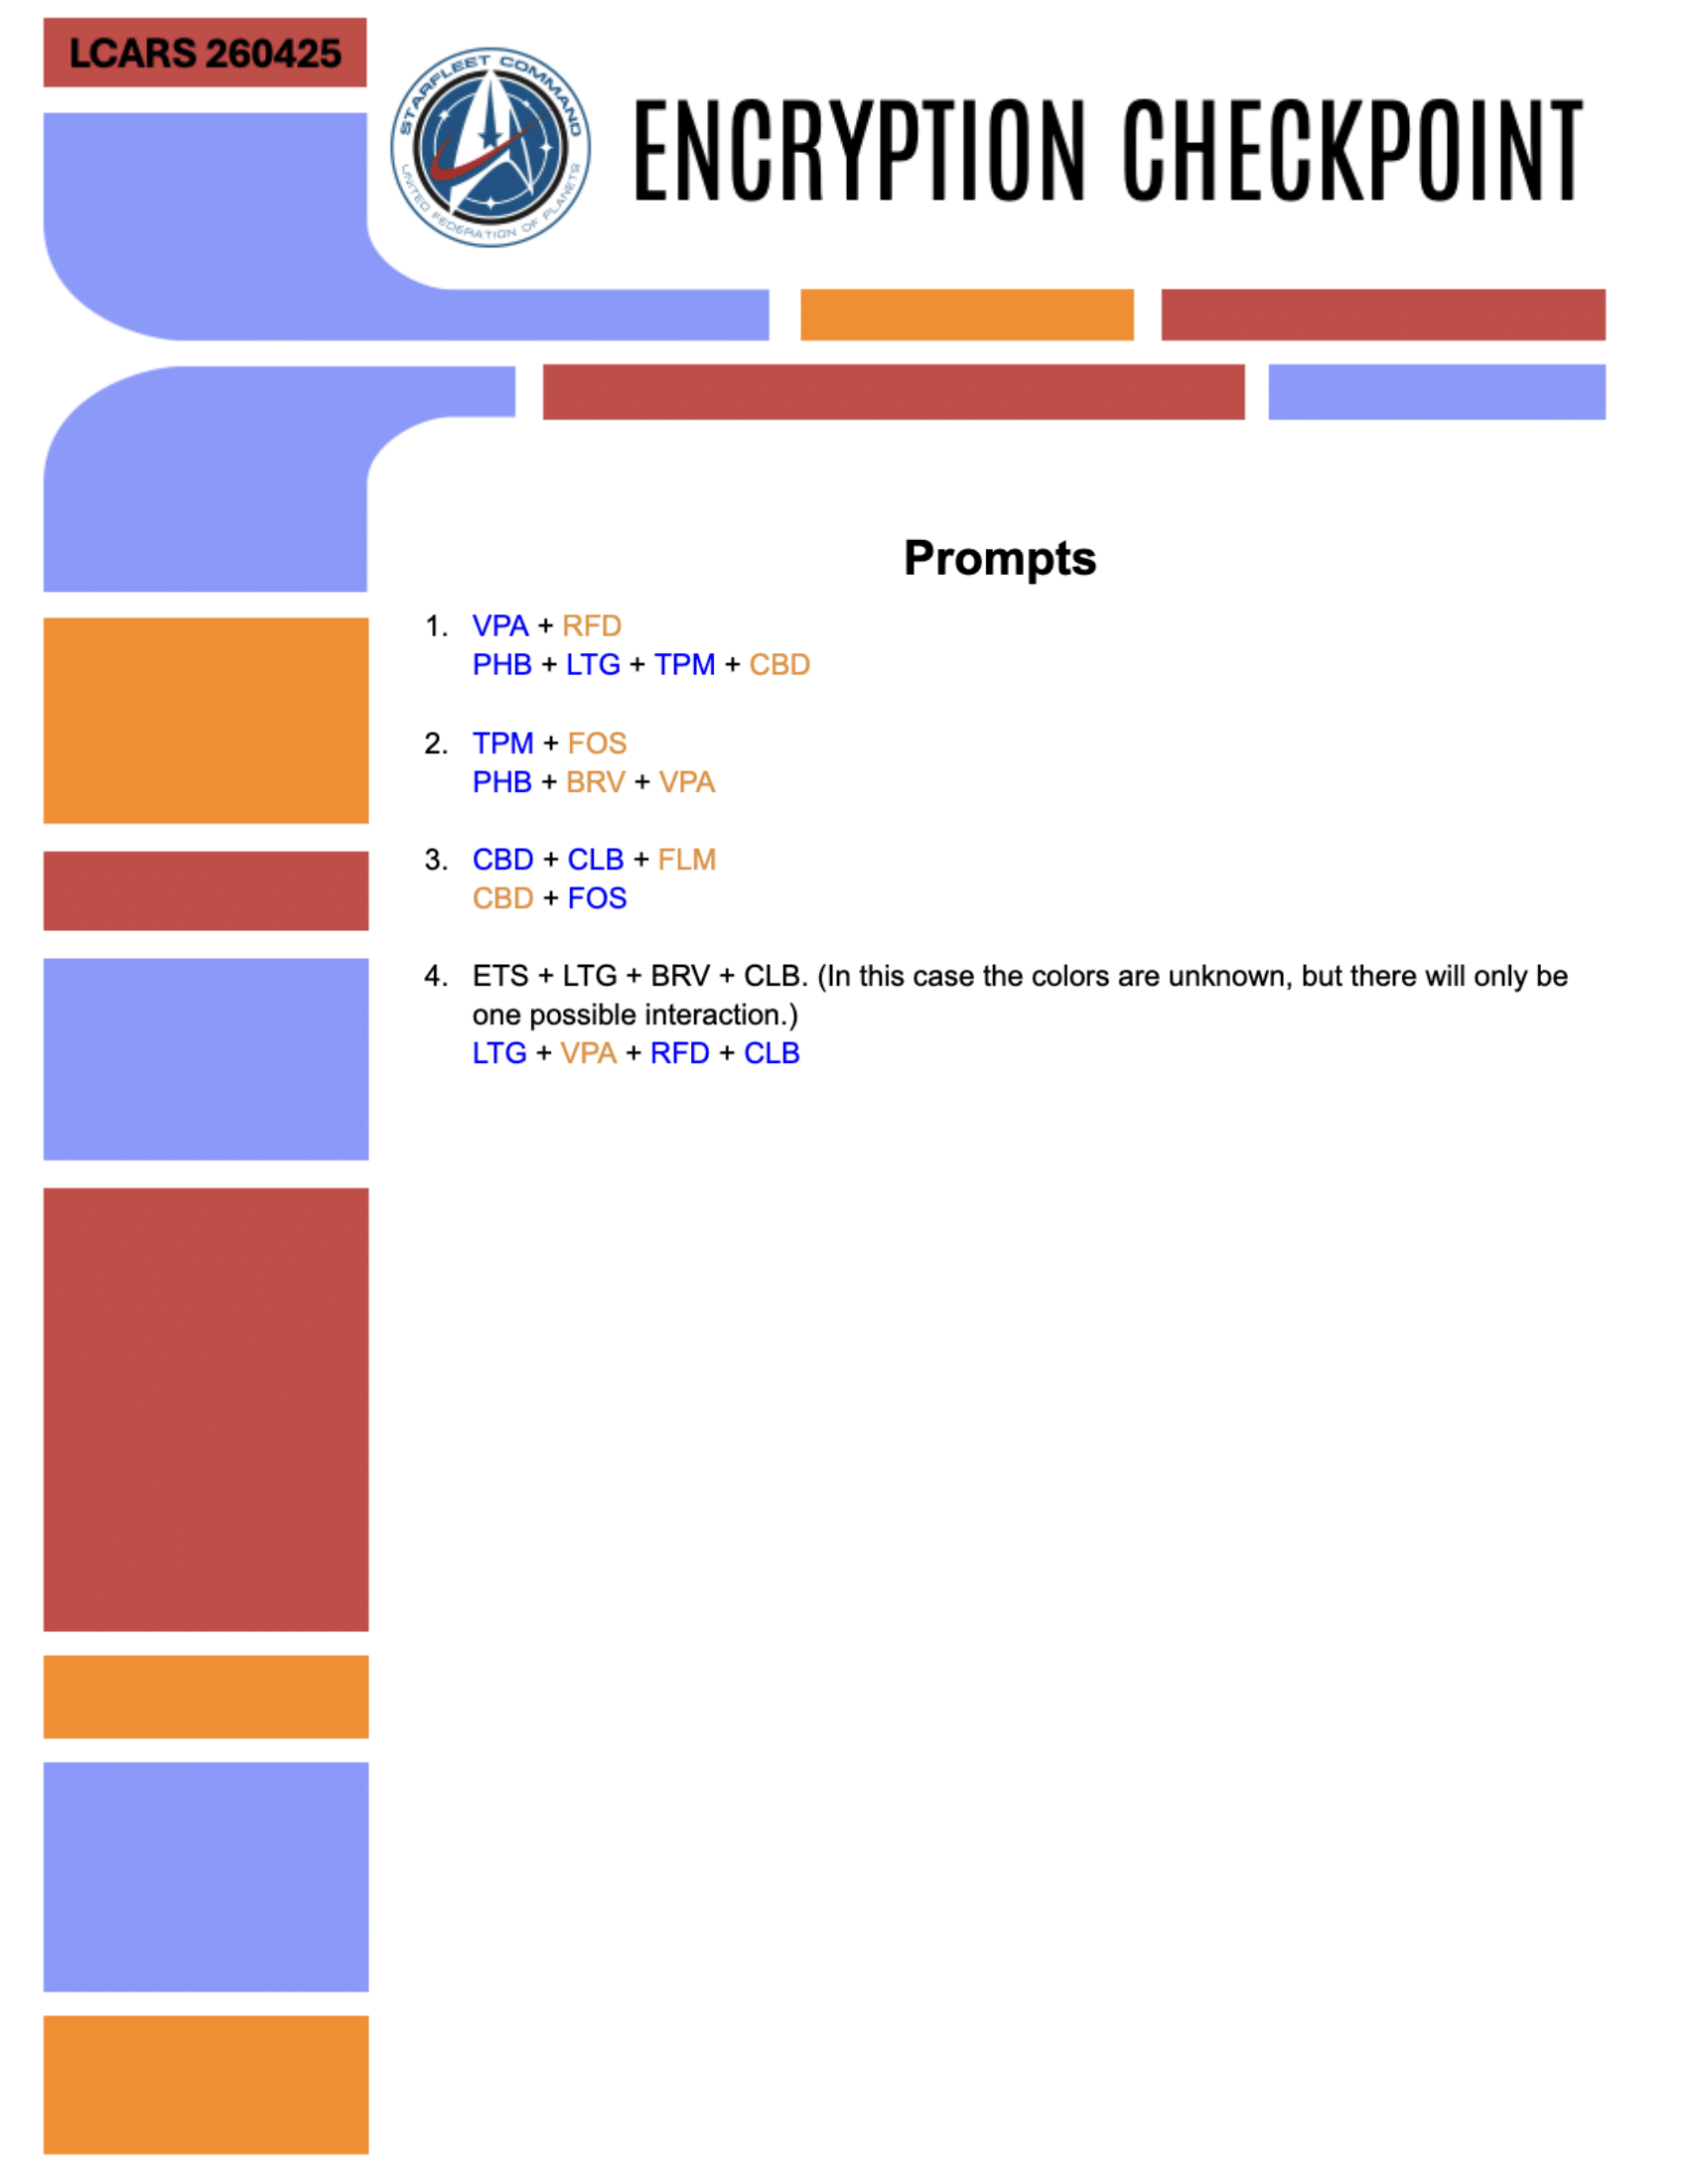 LCARS 260425
STARFLEET COMMAND
UNITED FEDERATION OF PLANETS
ENCRYPTION CHECKPOINT
Prompts
1. VPA + RFD
PHB + LTG + TPM + CBD
2. TPM + FOS
PHB + BRV + VPA
3. CBD + CLB + FLM
CBD + FOS
4. ETS + LTG + BRV + CLB. (In this case the colors are unknown, but there will only be
one possible interaction.)
LTG + VPA + RFD + CLB